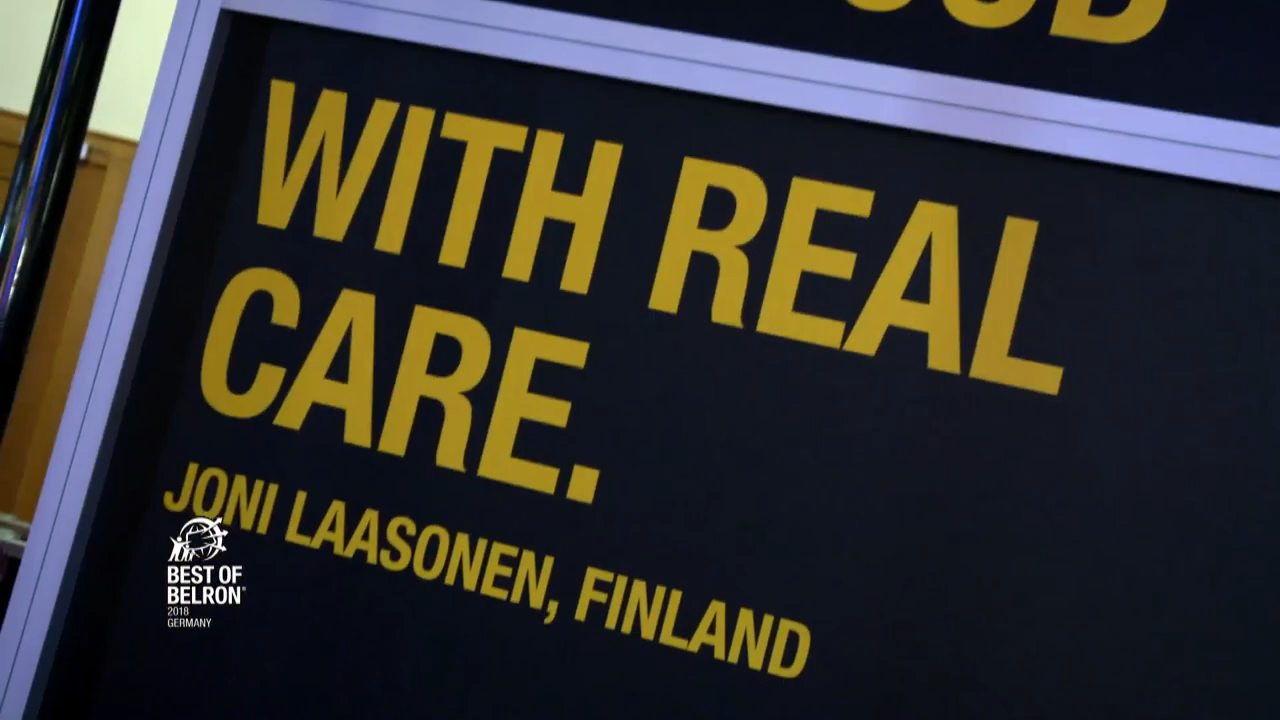 WITH REAL
CARE.
JONI LAASONEN, FINLAND
BEST OF
BELRON®
2018
GERMANY